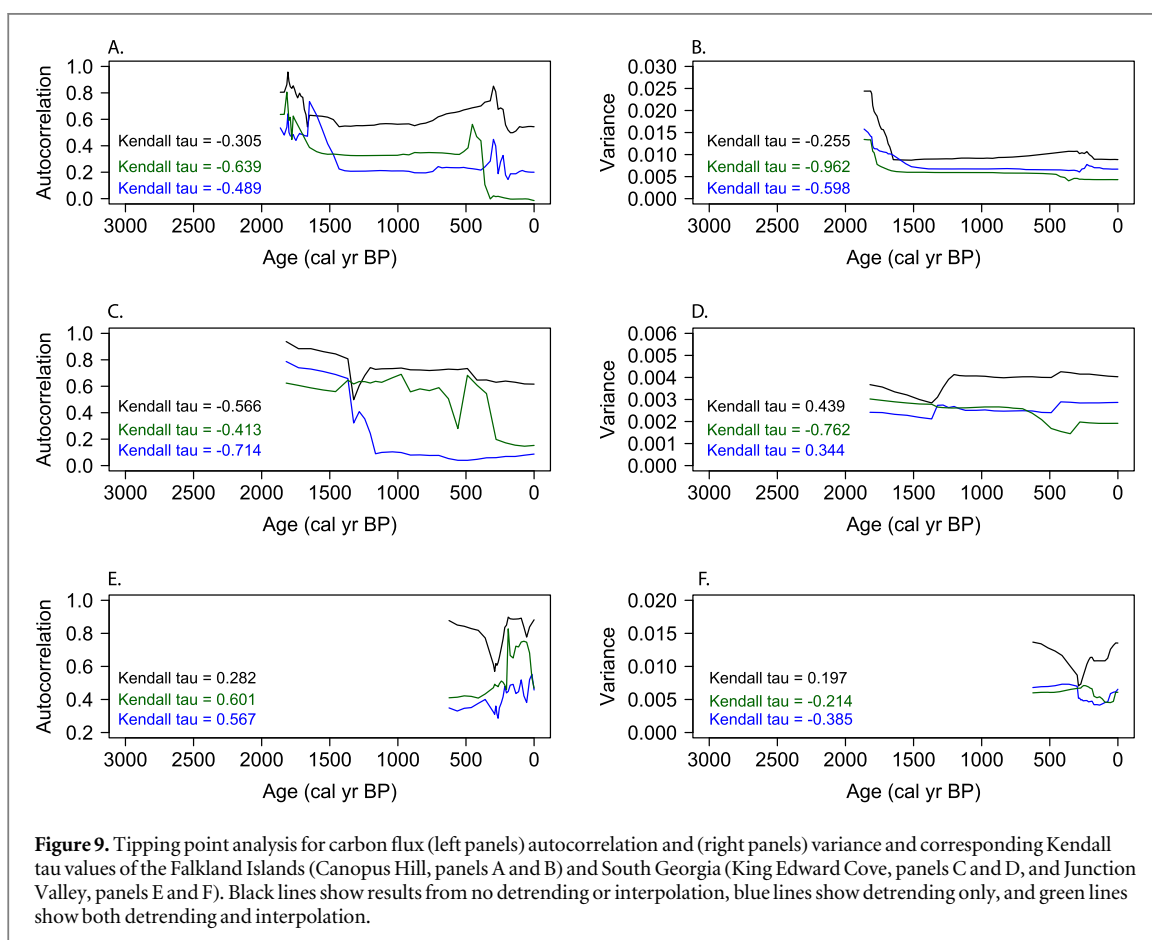 A.
1.0
0.8
0.6
0.4
0.2
0.0
Autocorrelation
Kendall tau = -0.305
Kendall tau = -0.639
Kendall tau = -0.489
3000 2500 2000 1500 1000 500 0
Age (cal yr BP)
B.
0.030
0.025
0.020
0.015
0.010
0.005
0.000
Variance
Kendall tau = -0.255
Kendall tau = -0.962
Kendall tau = -0.598
3000 2500 2000 1500 1000 500 0
Age (cal yr BP)
C.
1.0
0.8
0.6
0.4
0.2
0.0
Autocorrelation
Kendall tau = -0.566
Kendall tau = -0.413
Kendall tau = -0.714
3000 2500 2000 1500 1000 500 0
Age (cal yr BP)
D.
0.006
0.005
0.004
0.003
0.002
0.001
0.000
Variance
Kendall tau = 0.439
Kendall tau = -0.762
Kendall tau = 0.344
3000 2500 2000 1500 1000 500 0
Age (cal yr BP)
E.
1.0
0.8
0.6
0.4
0.2
Autocorrelation
Kendall tau = 0.282
Kendall tau = 0.601
Kendall tau = 0.567
3000 2500 2000 1500 1000 500 0
Age (cal yr BP)
F.
0.020
0.015
0.010
0.005
0.000
Variance
Kendall tau = 0.197
Kendall tau = -0.214
Kendall tau = -0.385
3000 2500 2000 1500 1000 500 0
Age (cal yr BP)
Figure 9. Tipping point analysis for carbon flux (left panels) autocorrelation and (right panels) variance and corresponding Kendall
tau values of the Falkland Islands (Canopus Hill, panels A and B) and South Georgia (King Edward Cove, panels C and D, and Junction
Valley, panels E and F). Black lines show results from no detrending or interpolation, blue lines show detrending only, and green lines
show both detrending and interpolation.